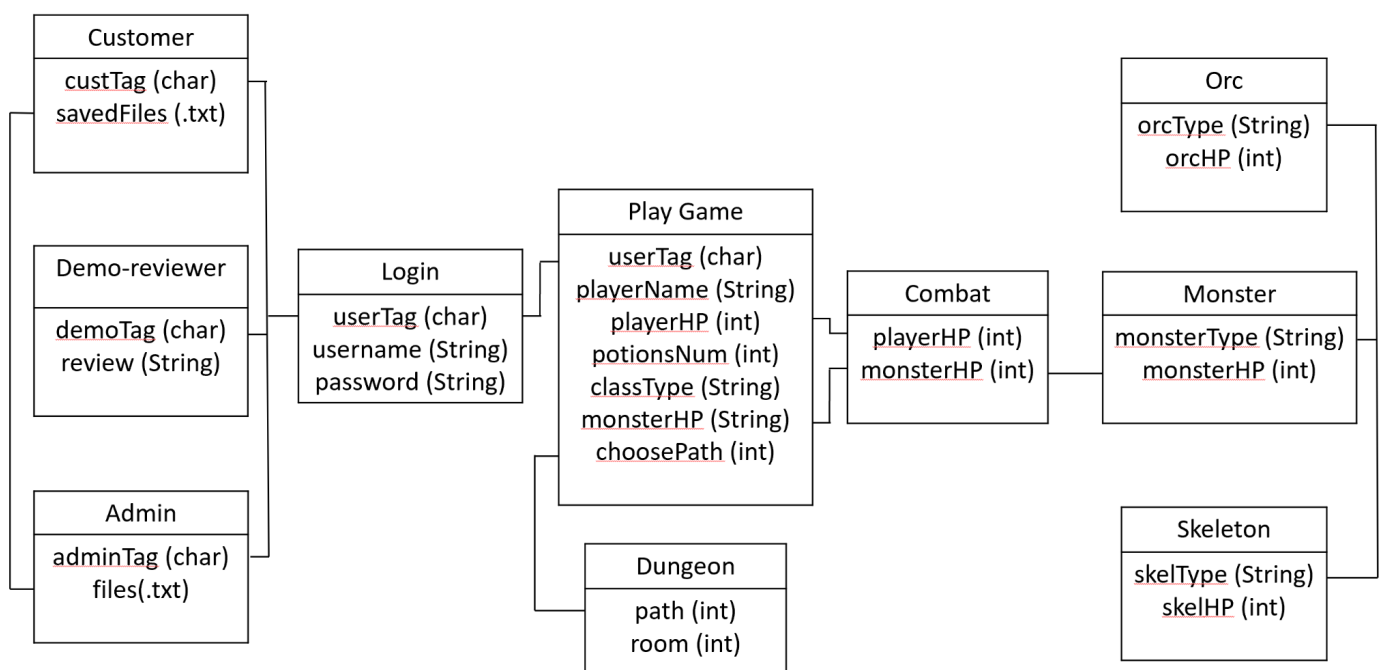 Customer
custTag (char)
savedFiles (.txt)
Demo-reviewer
demoTag (char)
review (String)
Admin
adminTag (char)
files(.txt)
Login
userTag (char)
username (String)
password (String)
Play Game
userTag (char)
playerName (String)
playerHP (int)
potionsNum (int)
classType (String)
monsterHP (String)
choosePath (int)
Dungeon
path (int)
room (int)
Combat
playerHP (int)
monsterHP (int)
Orc
orcType (String)
orcHP (int)
Monster
monsterType (String)
monsterHP (int)
Skeleton
skelType (String)
skelHP (int)